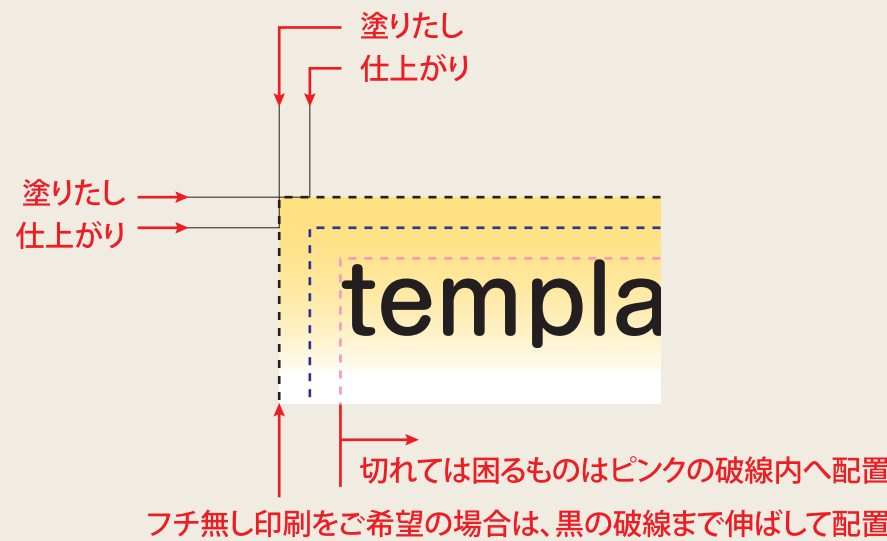 塗りたし
仕上がり
塗りたし
仕上がり
templa
切れては困るものはピンクの破線内へ配置
フチ無し印刷をご希望の場合は、黒の破線まで伸ばして配置